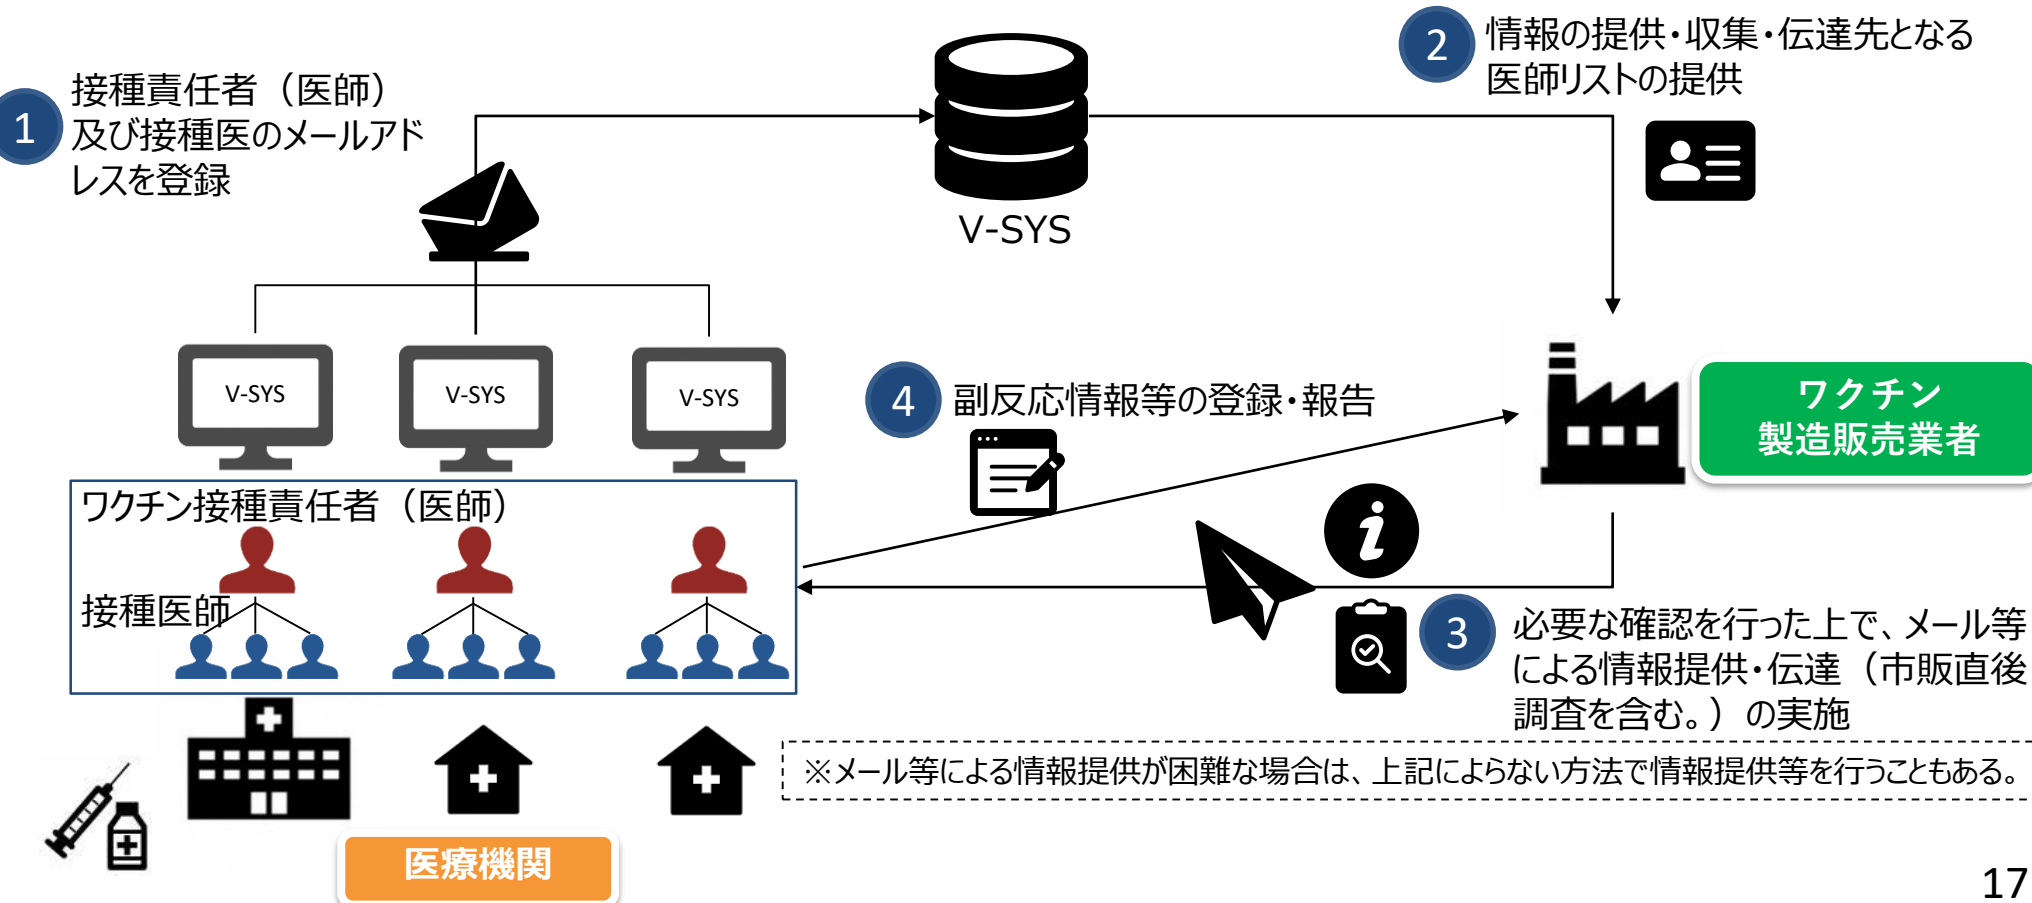 1
接種責任者（医師）
及び接種医のメールアド
レスを登録
V-SYS
2
情報の提供・収集・伝達先となる
医師リストの提供
V-SYS
V-SYS
V-SYS
4
副反応情報等の登録・報告
ワクチン
製造販売業者
ワクチン接種責任者（医師）
接種医師
3
必要な確認を行った上で、メール等
による情報提供・伝達（市販直後
調査を含む。）の実施
※メール等による情報提供が困難な場合は、上記によらない方法で情報提供等を行うこともある。
医療機関
17